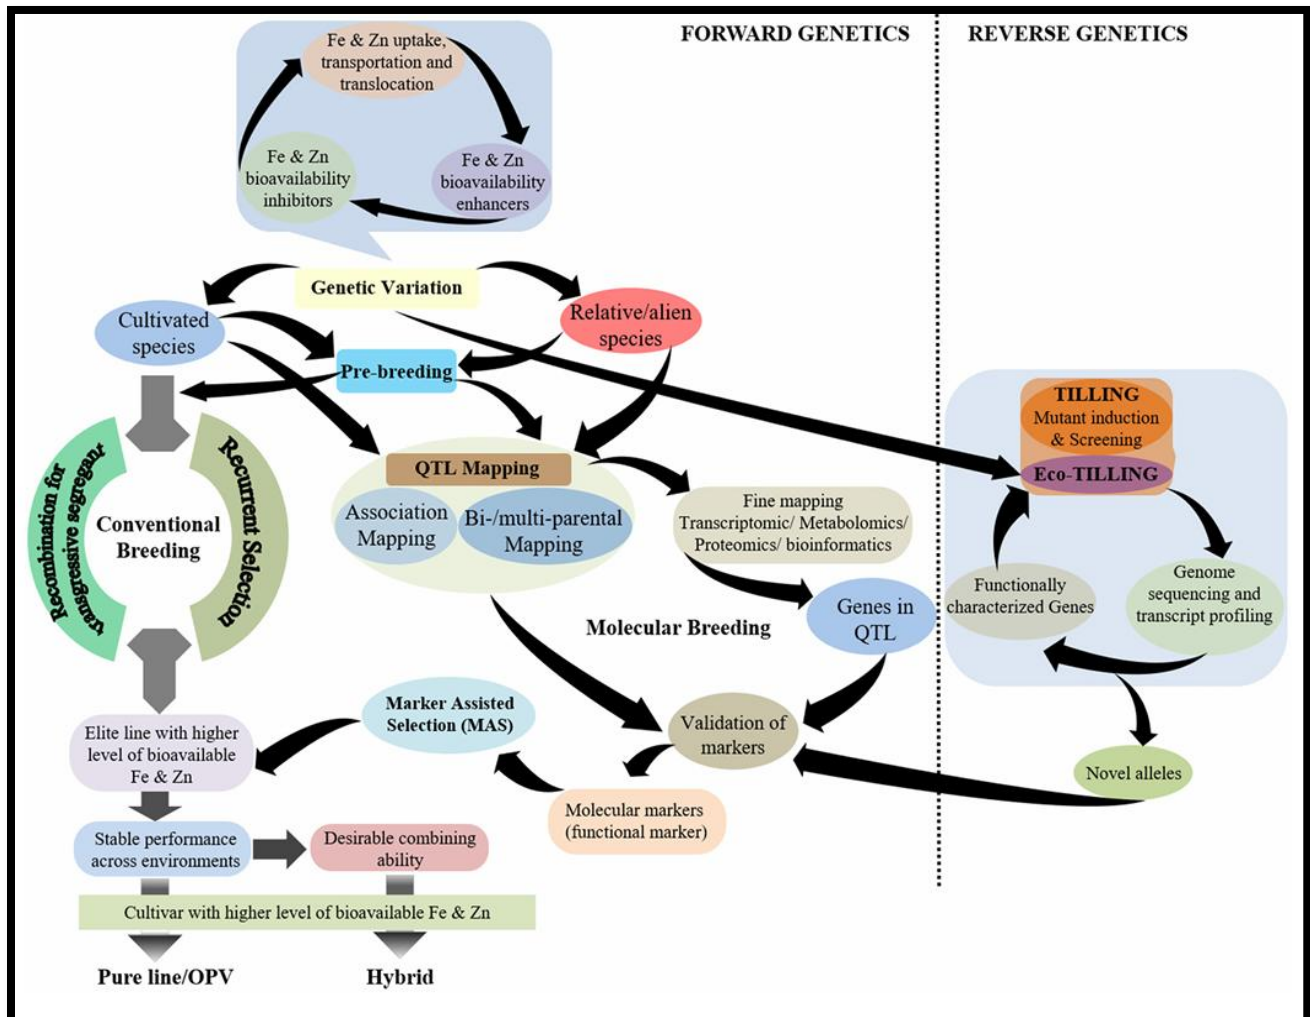 FORWARD GENETICS
REVERSE GENETICS
Fe & Zn uptake,
transportation and
translocation
Fe & Zn
bioavailability
inhibitors
Fe & Zn
bioavailability
enhancers
Genetic Variation
Cultivated
species
Relative/alien
species
Pre-breeding
TILLING
Mutant induction
& Screening
Eco-TILLING
Recombination for
transgressive segregant
Conventional
Breeding
Recurrent Selection
QTL Mapping
Association
Mapping
Bi-/multi-parental
Mapping
Fine mapping
Transcriptomic/ Metabolomics/
Proteomics/ bioinformatics
Functionally
characterized Genes
Genome
sequencing and
transcript profiling
Genes in
QTL
Molecular Breeding
Marker Assisted
Selection (MAS)
Validation of
markers
Elite line with higher
level of bioavailable
Fe & Zn
Novel alleles
Molecular markers
(functional marker)
Stable performance
across environments
Desirable combining
ability
Cultivar with higher level of bioavailable Fe & Zn
Pure line/OPV
Hybrid